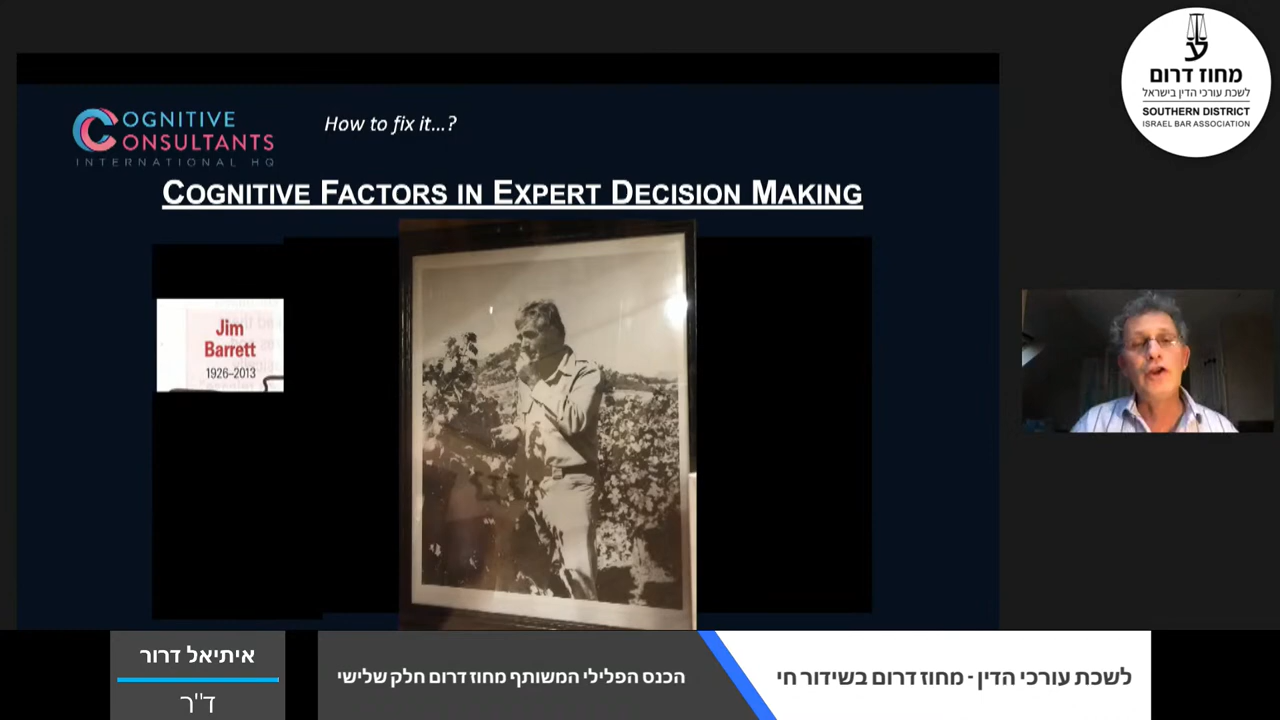 COGNITIVE
CONSULTANTS
INTERNATIONAL HQ
How to fix it...?
COGNITIVE FACTORS IN EXPERT DECISION MAKING
Jim
Barrett
1926–2013
מחוז דרום
לשכת עורכי הדין בישראל
SOUTHERN DISTRICT
ISRAEL BAR ASSOCIATION
איתיאל דרור
ד"ר
הכנס הפלילי המשותף מחוז דרום חלק שלישי
לשכת עורכי הדין - מחוז דרום בשידור חי